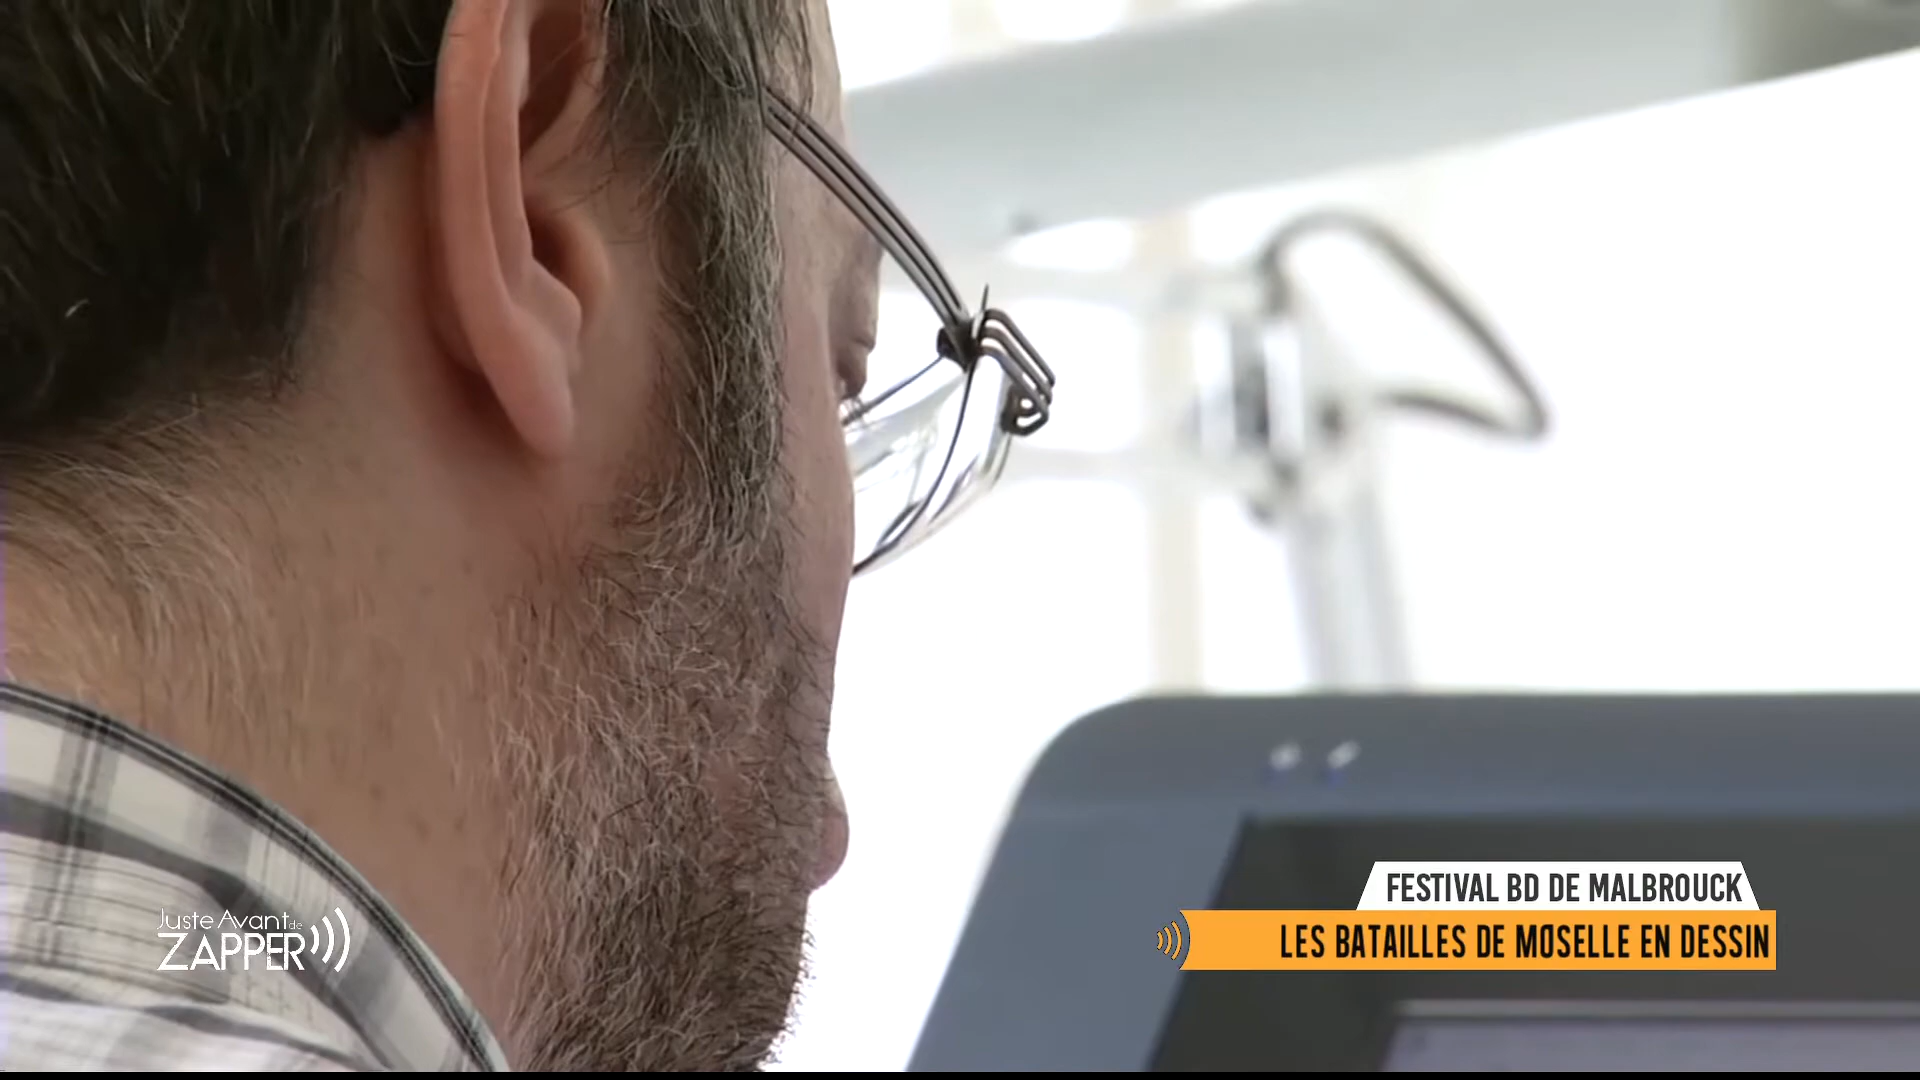 FESTIVAL BD DE MALBROUCK
LES BATAILLES DE MOSELLE EN DESSIN
Juste Avant de
ZAPPER